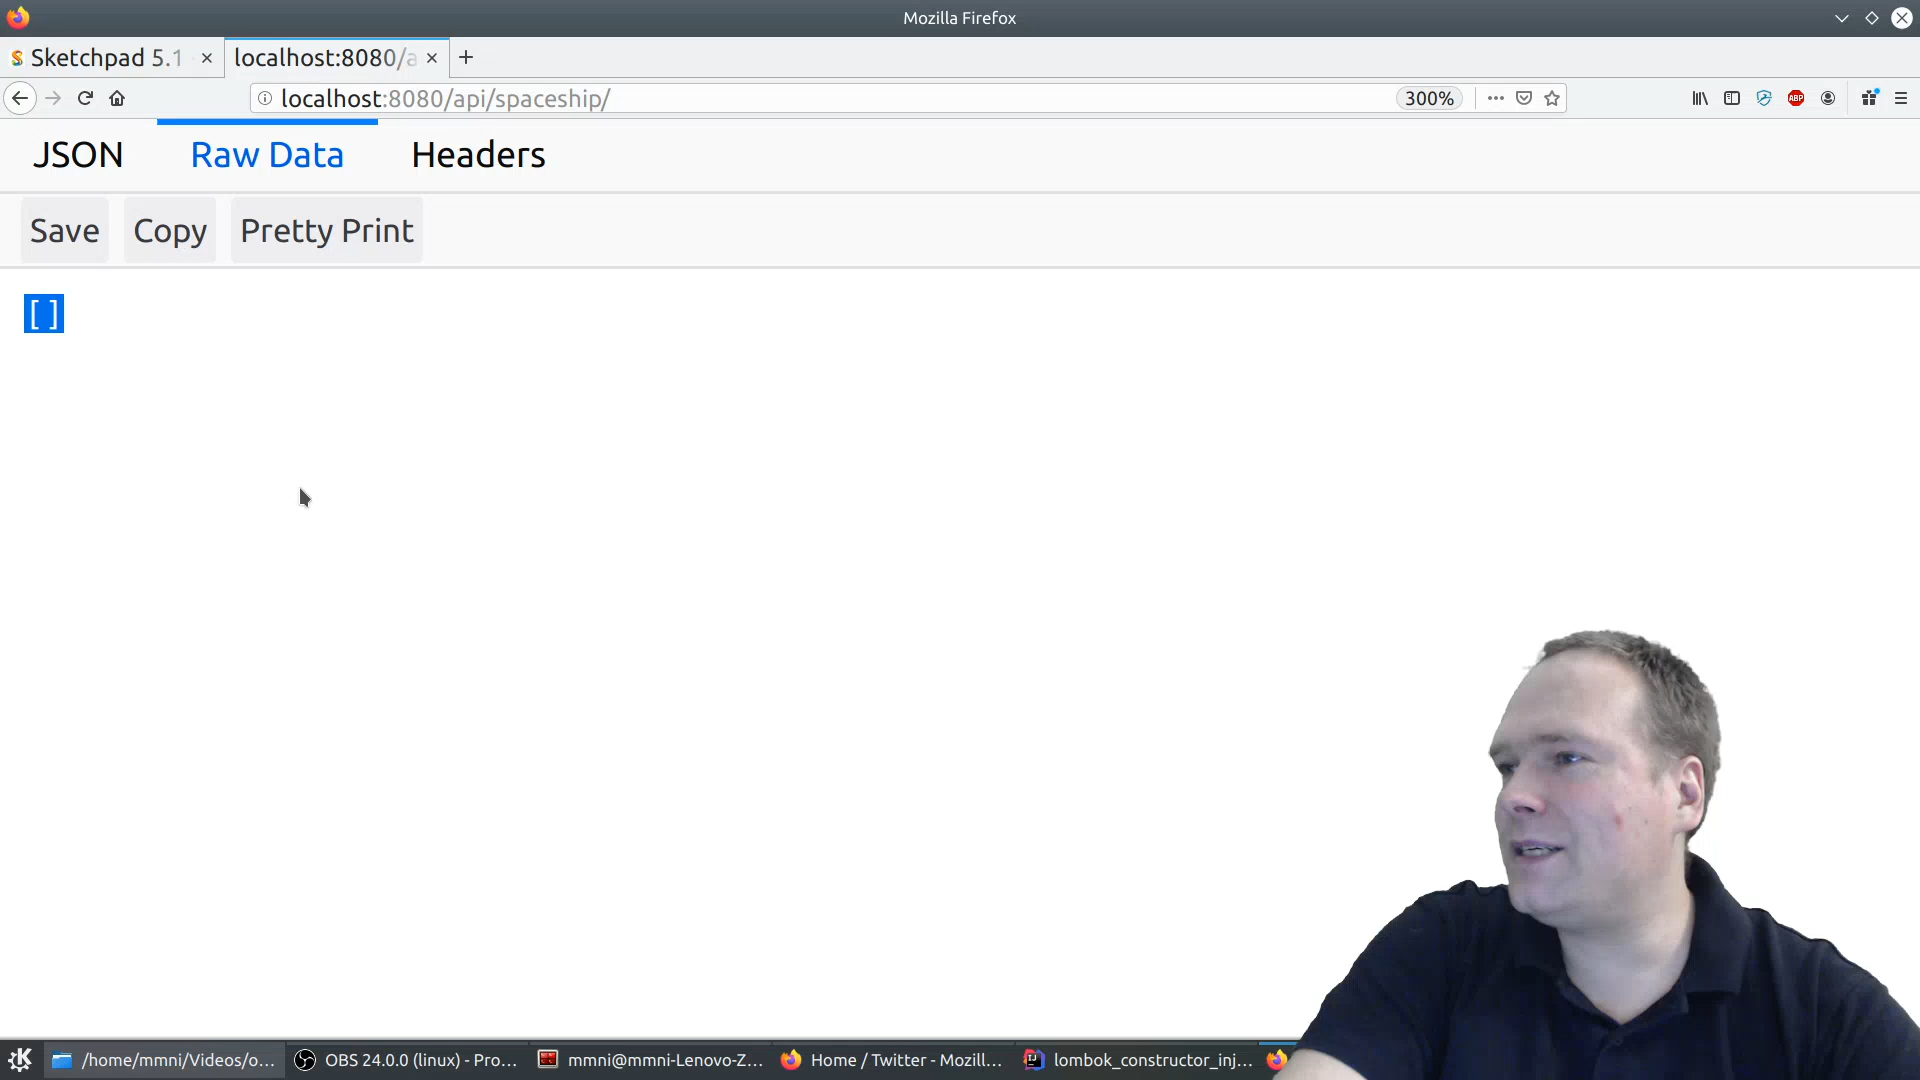 Mozilla Firefox
Sketchpad 5.1
localhost:8080/a
localhost:8080/api/spaceship/
300%
JSON
Raw Data
Headers
Save
Copy
Pretty Print
[]
/home/mmni/Videos/o...
OBS 24.0.0 (linux) - Pro...
mmni@mmni-Lenovo-Z...
Home / Twitter - Mozill...
lombok_constructor_inj...